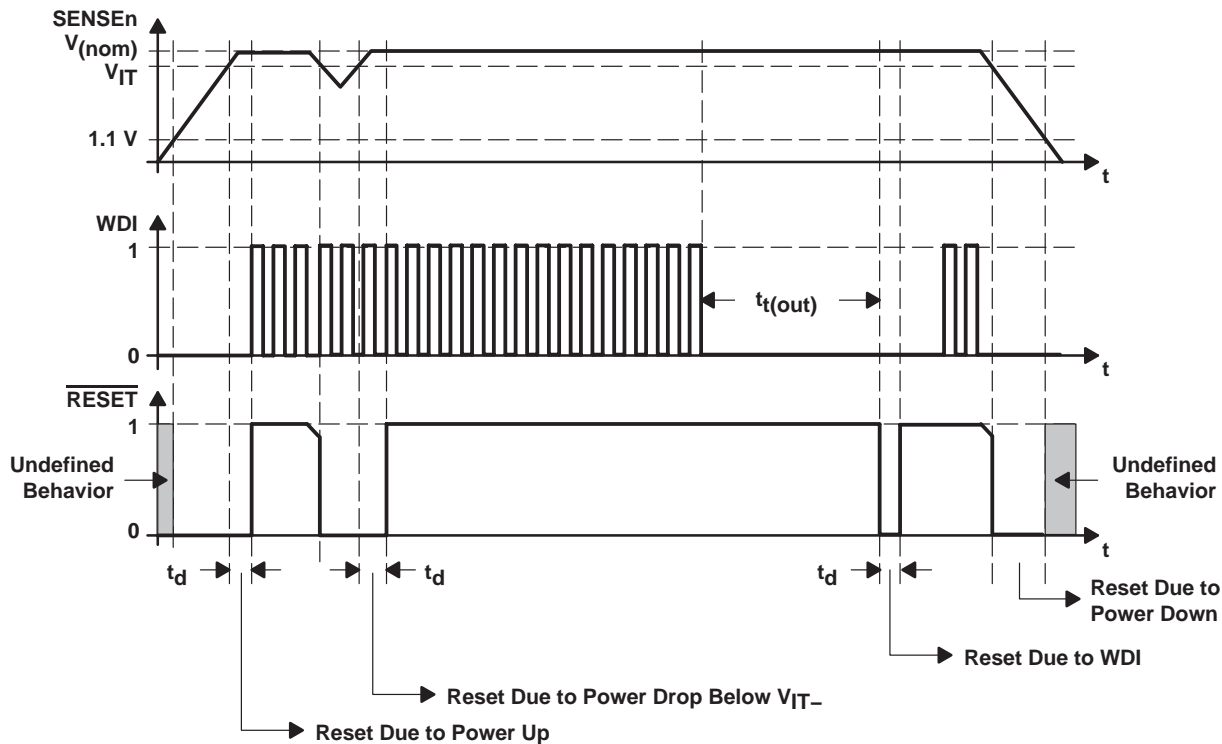 SENSEn
V(nom)
VIT
1.1 V
t
WDI
1
tt(out)
0
t
RESET
1
Undefined
Behavior
Undefined
Behavior
0
t
td
td
td
Reset Due to
Power Down
Reset Due to WDI
Reset Due to Power Drop Below VIT–
Reset Due to Power Up